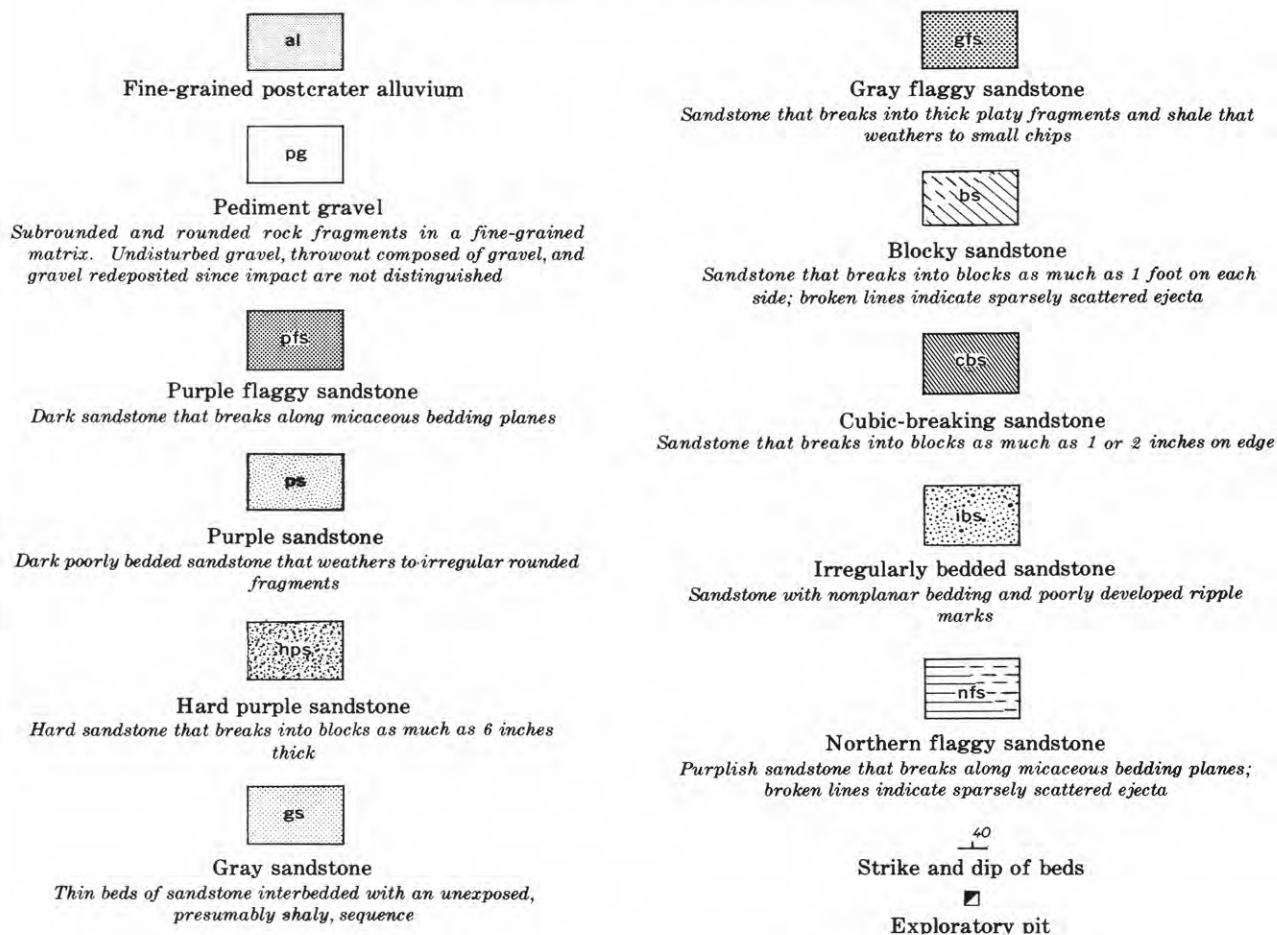 al
Fine-grained postcrater alluvium
pg
Pediment gravel
Subrounded and rounded rock fragments in a fine-grained
matrix. Undisturbed gravel, throwout composed of gravel, and
gravel redeposited since impact are not distinguished
pfs
Purple flaggy sandstone
Dark sandstone that breaks along micaceous bedding planes
ps
Purple sandstone
Dark poorly bedded sandstone that weathers to irregular rounded
fragments
hps
Hard purple sandstone
Hard sandstone that breaks into blocks as much as 6 inches
thick
gs
Gray sandstone
Thin beds of sandstone interbedded with an unexposed,
presumably shaly, sequence
gfs
Gray flaggy sandstone
Sandstone that breaks into thick platy fragments and shale that
weathers to small chips
bs
Blocky sandstone
Sandstone that breaks into blocks as much as 1 foot on each
side; broken lines indicate sparsely scattered ejecta
cbs
Cubic-breaking sandstone
Sandstone that breaks into blocks as much as 1 or 2 inches on edge
ibs
Irregularly bedded sandstone
Sandstone with nonplanar bedding and poorly developed ripple
marks
nfs
Northern flaggy sandstone
Purplish sandstone that breaks along micaceous bedding planes;
broken lines indicate sparsely scattered ejecta
40
Strike and dip of beds
Exploratory pit